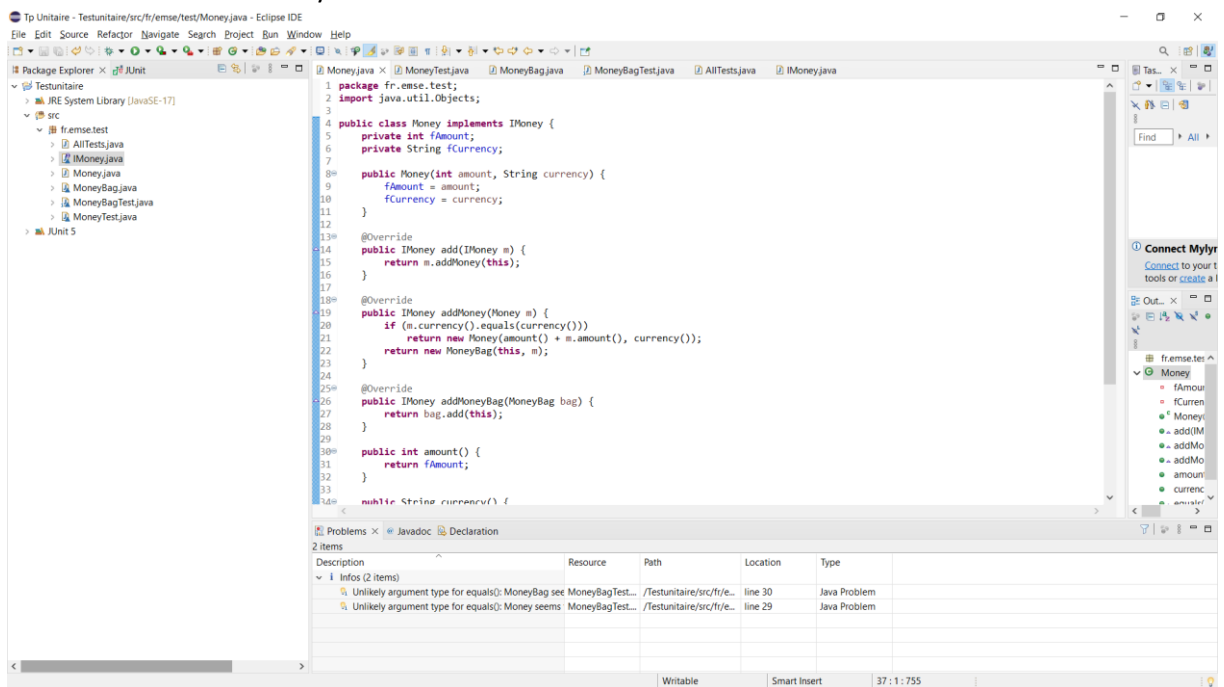 Tp Unitaire - Testunitaire/src/fr/emse/test/Money.java - Eclipse IDE
File Edit Source Refactor Navigate Search Project Run Window Help
Package Explorer JUnit
Testunitaire
JRE System Library [JavaSE-17]
src
fr.emse.test
AllTests.java
IMoney.java
Money.java
MoneyBag.java
MoneyBagTest.java
MoneyTest.java
JUnit 5
Money.java MoneyTest.java MoneyBag.java MoneyBagTest.java AllTests.java IMoney.java
1 package fr.emse.test;
2 import java.util.Objects;
3
4 public class Money implements IMoney {
5 private int fAmount;
6 private String fCurrency;
7
8 public Money(int amount, String currency) {
9 fAmount = amount;
10 fCurrency = currency;
11 }
12
13 @Override
14 public IMoney add(IMoney m) {
15 return m.addMoney(this);
16 }
17
18 @Override
19 public IMoney addMoney(Money m) {
20 if (m.currency().equals(currency()))
21 return new Money(amount() + m.amount(), currency());
22 return new MoneyBag(this, m);
23 }
24
25 @Override
26 public IMoney addMoneyBag(MoneyBag bag) {
27 return bag.add(this);
28 }
29
30 public int amount() {
31 return fAmount;
32 }
33
34 public String currency() {
Tas...
Find All
Connect Mylyn
Connect to your t
tools or create a l
Out...
fr.emse.tes
Money
fAmour
fCurren
Money(
add(IM
addMo
addMo
amount
currenc
equals(
Problems Javadoc Declaration
2 items
Description Resource Path Location Type
Infos (2 items)
Unlikely argument type for equals(): MoneyBag see MoneyBagTest.... /Testunitaire/src/fr/e... line 30 Java Problem
Unlikely argument type for equals(): Money seems MoneyBagTest.... /Testunitaire/src/fr/e... line 29 Java Problem
Writable Smart Insert 37 : 1 : 755